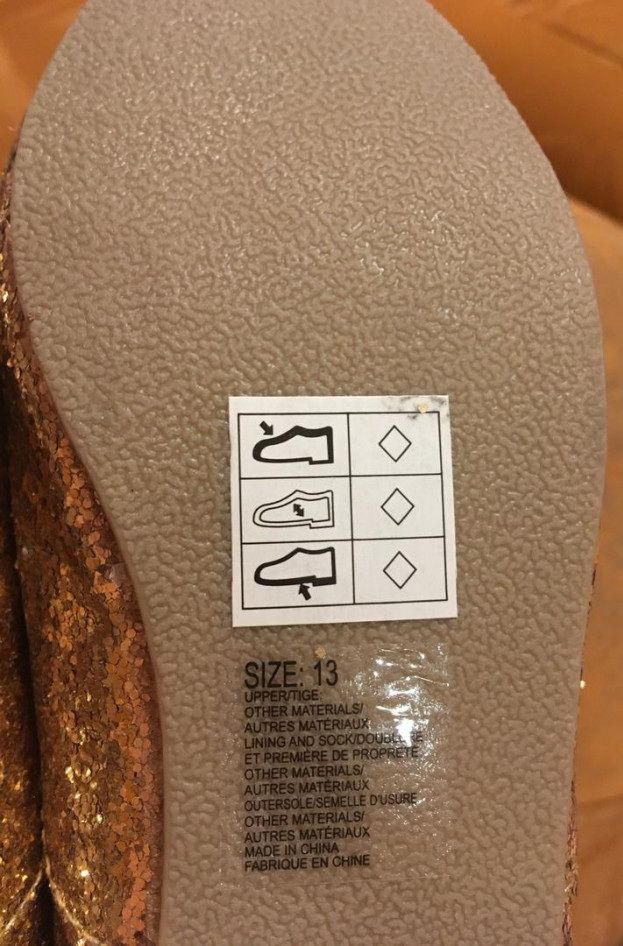 SIZE: 13
UPPER/TIGE:
OTHER MATERIALS/
AUTRES MATÉRIAUX
LINING AND SOCK/DOUBLURE
ET PREMIÈRE DE PROPRETÉ
OTHER MATERIALS/
AUTRES MATÉRIAUX
OUTERSOLE/SEMELLE D'USURE
OTHER MATERIALS/
AUTRES MATÉRIAUX
MADE IN CHINA
FABRIQUE EN CHINE